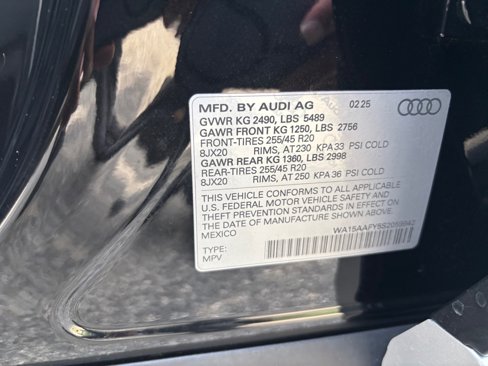 MFD. BY AUDI AG 02 25
GVWR KG 2490, LBS 5489
GAWR FRONT KG 1250, LBS 2756
FRONT-TIRES 255/45 R20
8JX20 RIMS, AT 230 KPA 33 PSI COLD
GAWR REAR KG 1360, LBS 2998
REAR-TIRES 255/45 R20
8JX20 RIMS, AT 250 KPA 36 PSI COLD
THIS VEHICLE CONFORMS TO ALL APPLICABLE
U.S. FEDERAL MOTOR VEHICLE SAFETY AND
THEFT PREVENTION STANDARDS IN EFFECT ON
THE DATE OF MANUFACTURE SHOWN ABOVE.
MEXICO
TYPE:
MPV